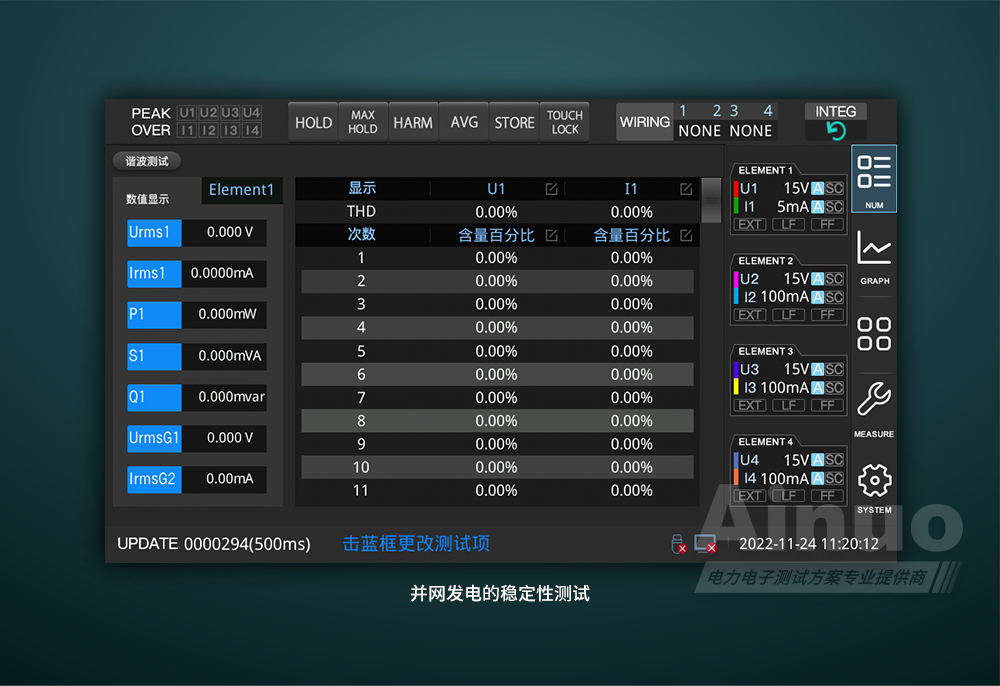 PEAK U1 U2 U3 U4
OVER I1 I2 I3 I4
HOLD
MAX HOLD
HARM
AVG
STORE
TOUCH LOCK
WIRING
1 2 3 4
NONE NONE
INTEG
谐波测试
数值显示
Element1
Urms1 0.000 V
Irms1 0.0000mA
P1 0.000mW
S1 0.000mVA
Q1 0.000mvar
UrmsG1 0.000 V
IrmsG2 0.00mA
显示 U1 I1
THD 0.00% 0.00%
次数 含量百分比 含量百分比
1 0.00% 0.00%
2 0.00% 0.00%
3 0.00% 0.00%
4 0.00% 0.00%
5 0.00% 0.00%
6 0.00% 0.00%
7 0.00% 0.00%
8 0.00% 0.00%
9 0.00% 0.00%
10 0.00% 0.00%
11 0.00% 0.00%
ELEMENT 1
U1 15V A SC
I1 5mA A SC
EXT LF FF
ELEMENT 2
U2 15V A SC
I2 100mA A SC
EXT LF FF
ELEMENT 3
U3 15V A SC
I3 100mA A SC
EXT LF FF
ELEMENT 4
U4 15V A SC
I4 100mA A SC
EXT LF FF
NUM
GRAPH
MEASURE
SYSTEM
UPDATE 0000294(500ms)
击蓝框更改测试项
2022-11-24 11:20:12
Ainuo
电力电子测试方案专业提供商
并网发电的稳定性测试